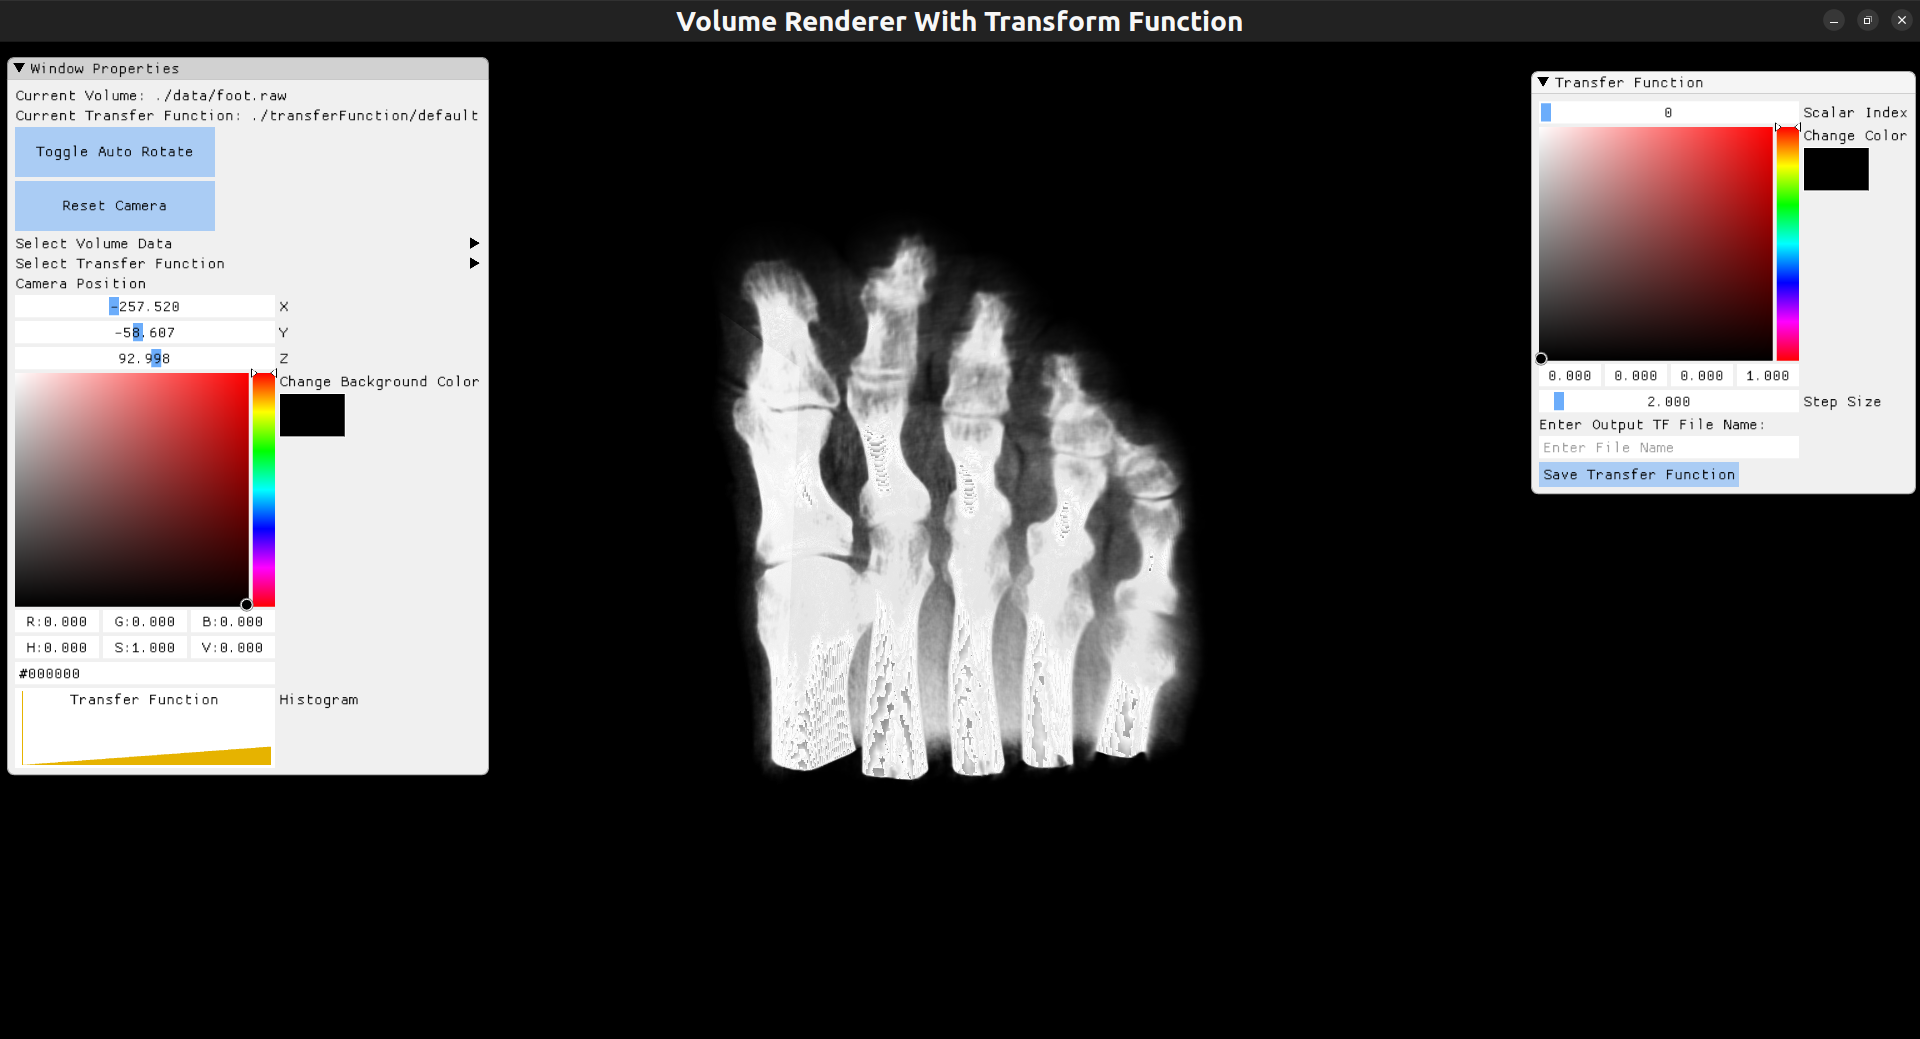 Volume Renderer With Transform Function
Window Properties
Current Volume: ./data/foot.raw
Current Transfer Function: ./transferFunction/default
Toggle Auto Rotate
Reset Camera
Select Volume Data
Select Transfer Function
Camera Position
-257.520 X
-58.607 Y
92.998 Z
Change Background Color
R:0.000 G:0.000 B:0.000
H:0.000 S:1.000 V:0.000
#000000
Transfer Function Histogram
Transfer Function
0 Scalar Index
Change Color
0.000 0.000 0.000 1.000
2.000 Step Size
Enter Output TF File Name:
Enter File Name
Save Transfer Function